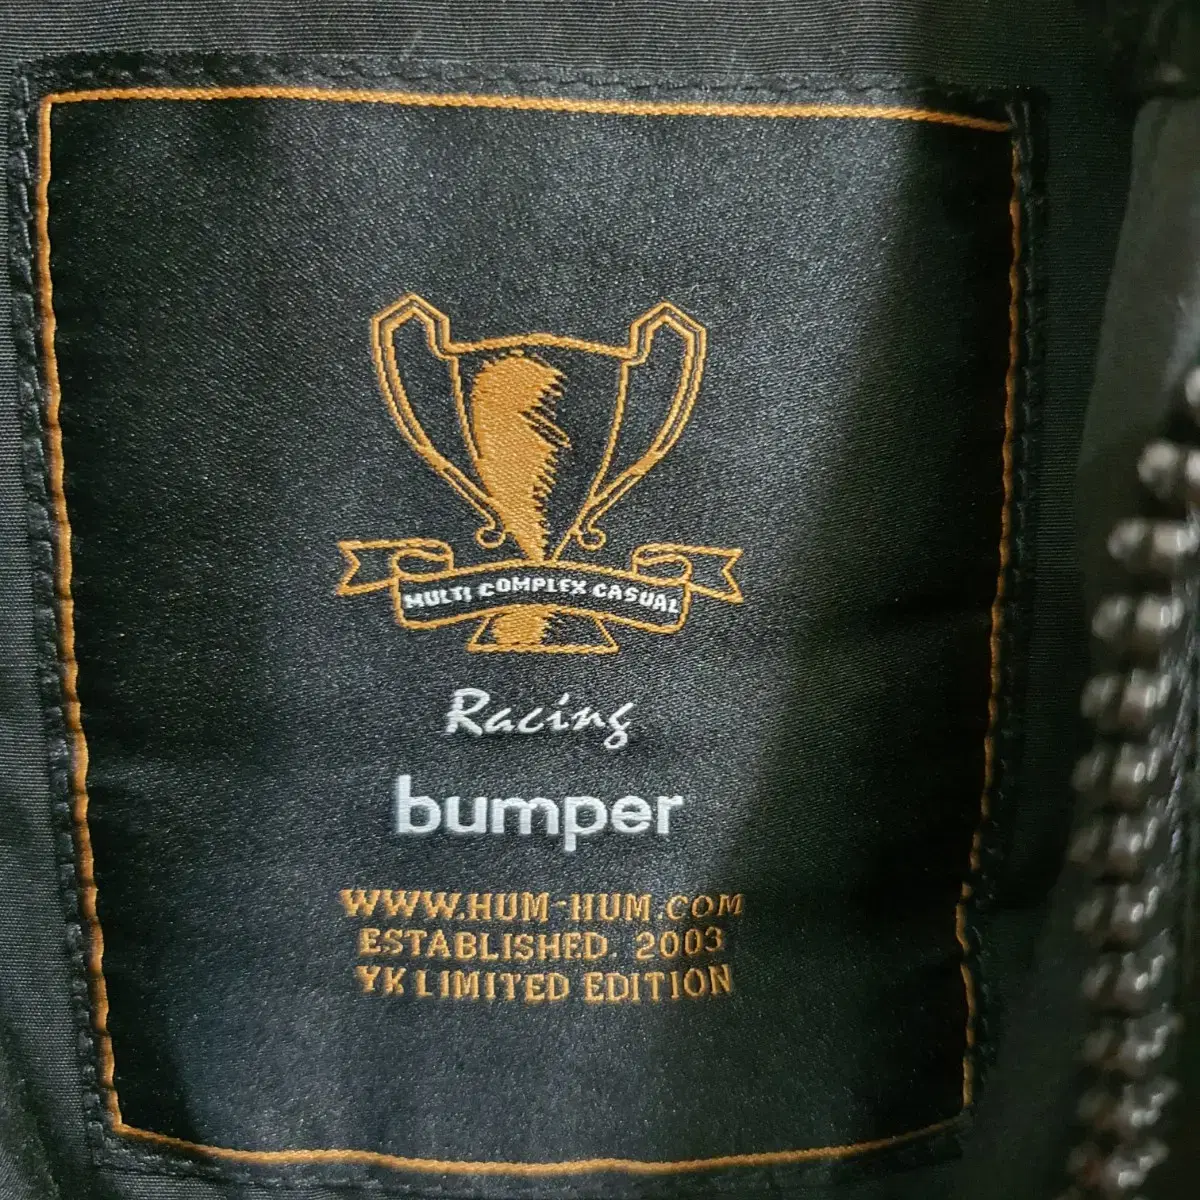 MULTI COMPLEX CASUAL
Racing
bumper
WWW.HUM-HUM.COM
ESTABLISHED. 2003
YK LIMITED EDITION